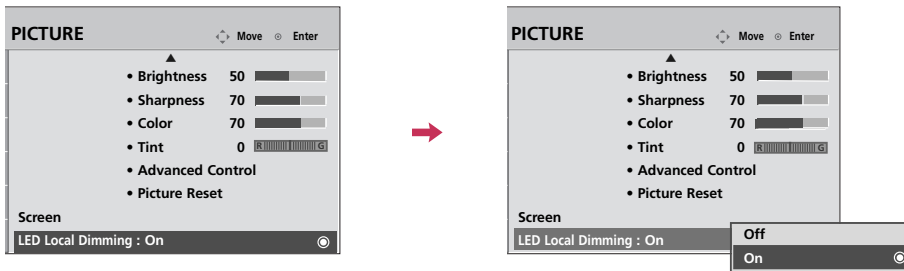 PICTURE Move Enter
• Brightness 50
• Sharpness 70
• Color 70
• Tint 0 R G
• Advanced Control
• Picture Reset
Screen
LED Local Dimming : On
PICTURE Move Enter
• Brightness 50
• Sharpness 70
• Color 70
• Tint 0 R G
• Advanced Control
• Picture Reset
Screen
LED Local Dimming : On
Off
On